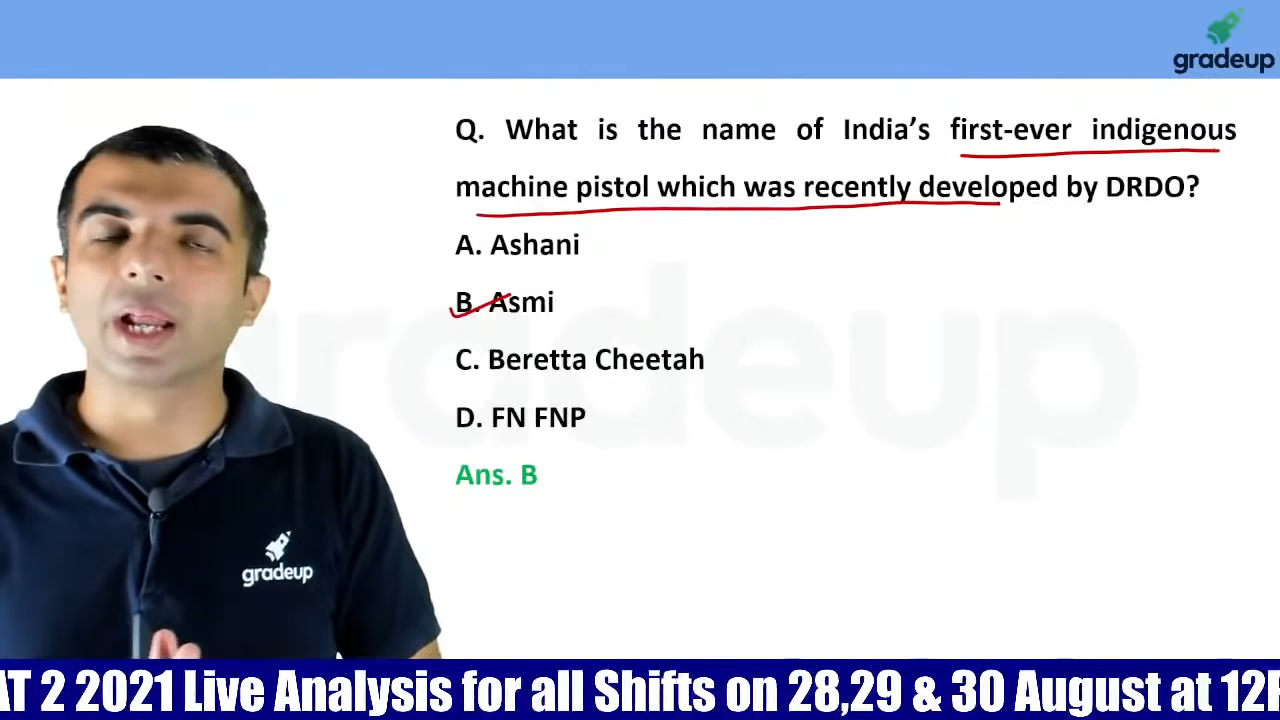 gradeup
Q. What is the name of India’s first-ever indigenous
machine pistol which was recently developed by DRDO?
A. Ashani
B. Asmi
C. Beretta Cheetah
D. FN FNP
Ans. B
gradeup
gradeup
AT 2 2021 Live Analysis for all Shifts on 28,29 & 30 August at 12